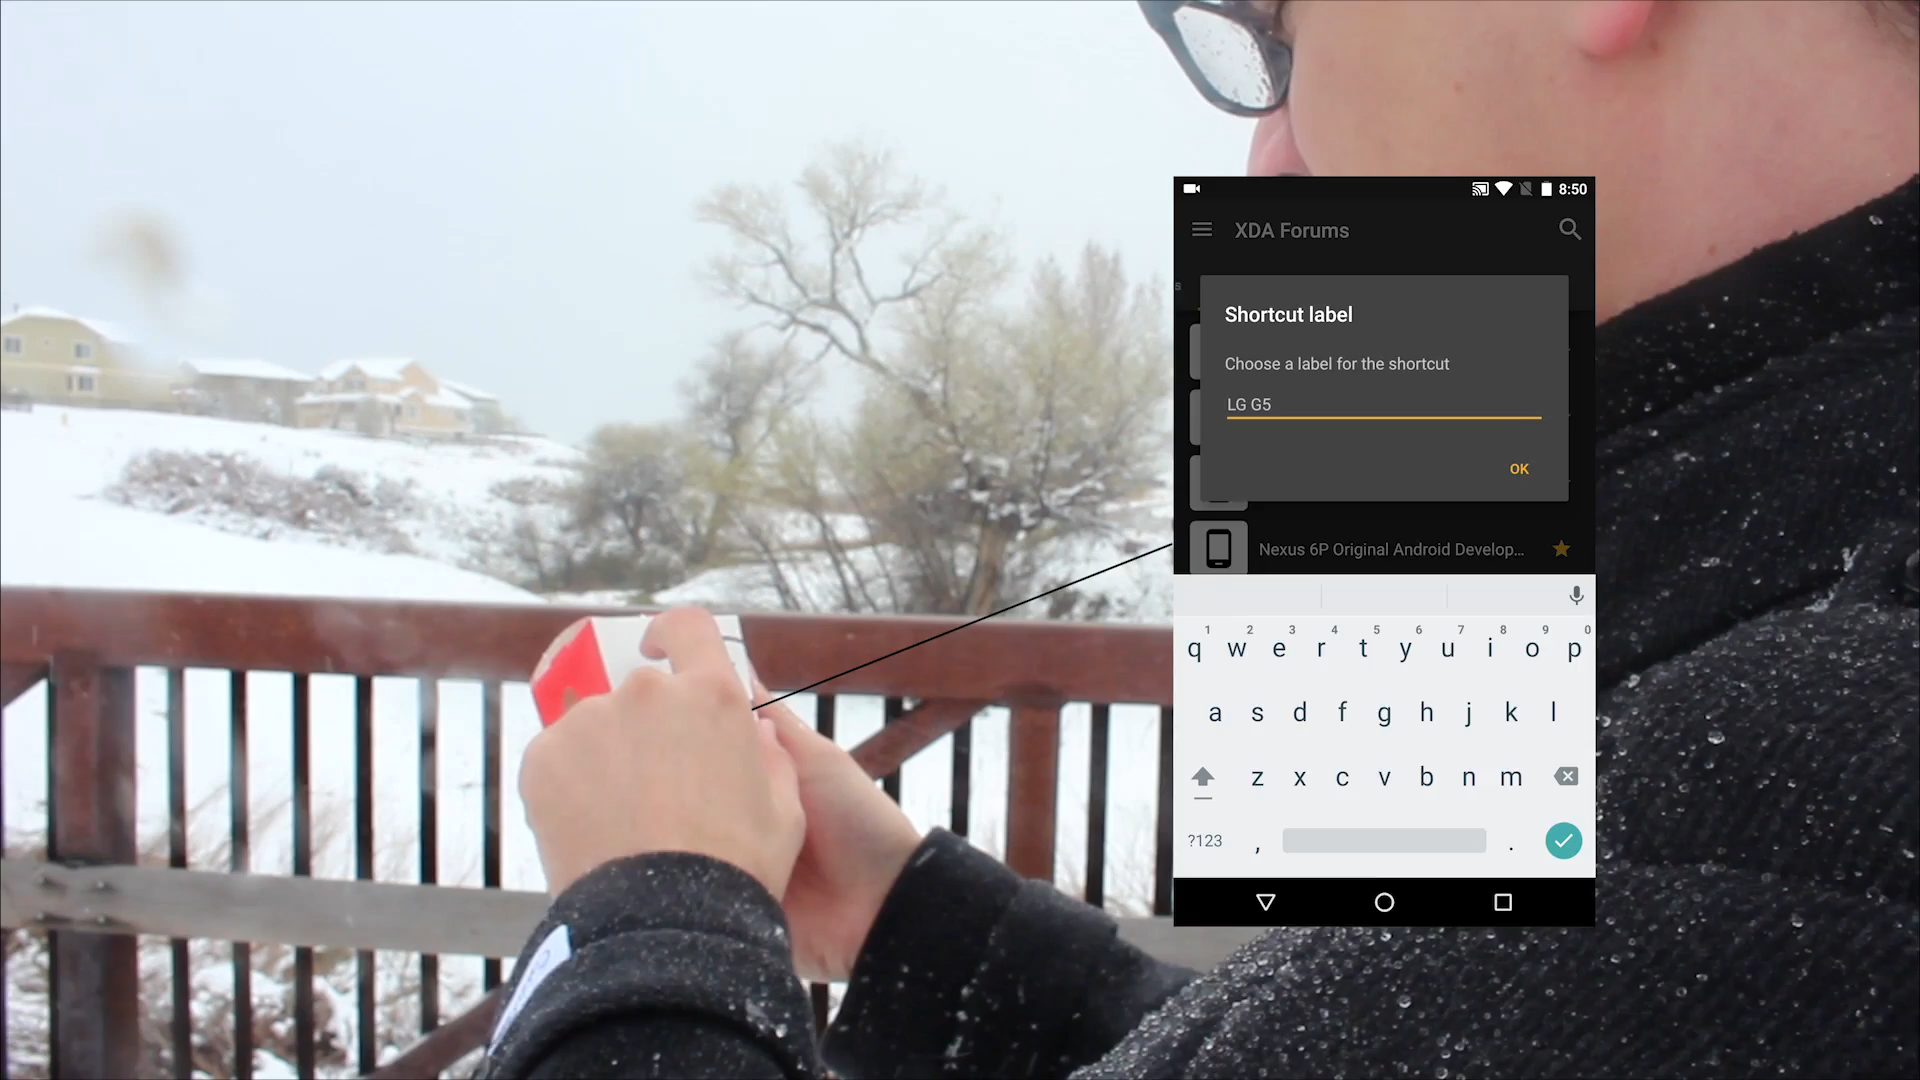 8:50
XDA Forums
Shortcut label
Choose a label for the shortcut
LG G5
OK
Nexus 6P Original Android Develop...
1 2 3 4 5 6 7 8 9 0
q w e r t y u i o p
a s d f g h j k l
z x c v b n m
?123 , .